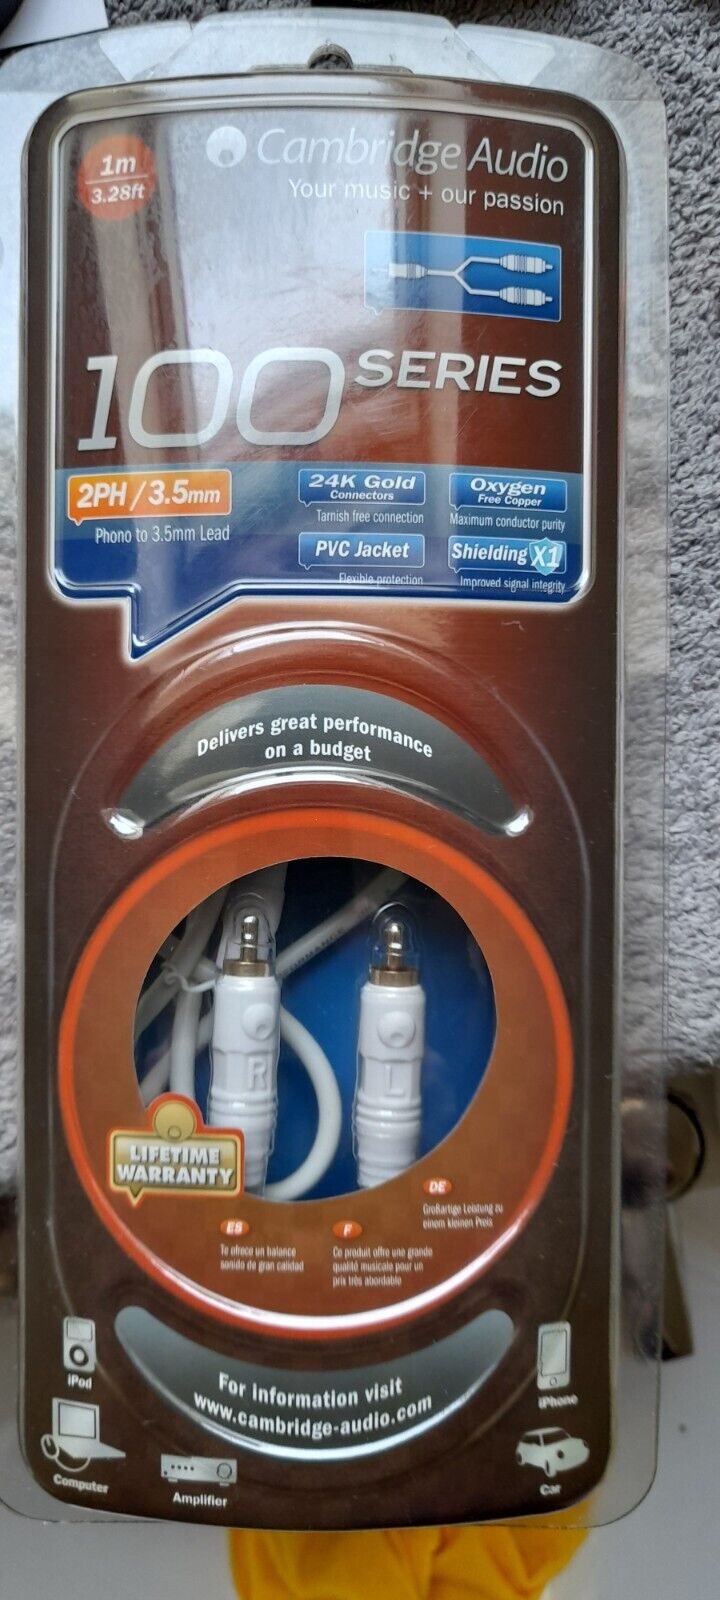 1m
3.28ft
Cambridge Audio
Your music + our passion
100 SERIES
2PH/3.5mm
Phono to 3.5mm Lead
24K Gold
Connectors
Tarnish free connection
Oxygen
Free Copper
Maximum conductor purity
PVC Jacket
Flexible protection
Shielding X1
Improved signal integrity
Delivers great performance
on a budget
R
L
LIFETIME
WARRANTY
DE
Großartige Leistung zu
einem kleinen Preis
ES
Te ofrece un balance
sonido de gran calidad
F
Ce produit offre une grande
qualité musicale pour un
prix très abordable
iPod
iPhone
For information visit
www.cambridge-audio.com
Computer
Amplifier
Car